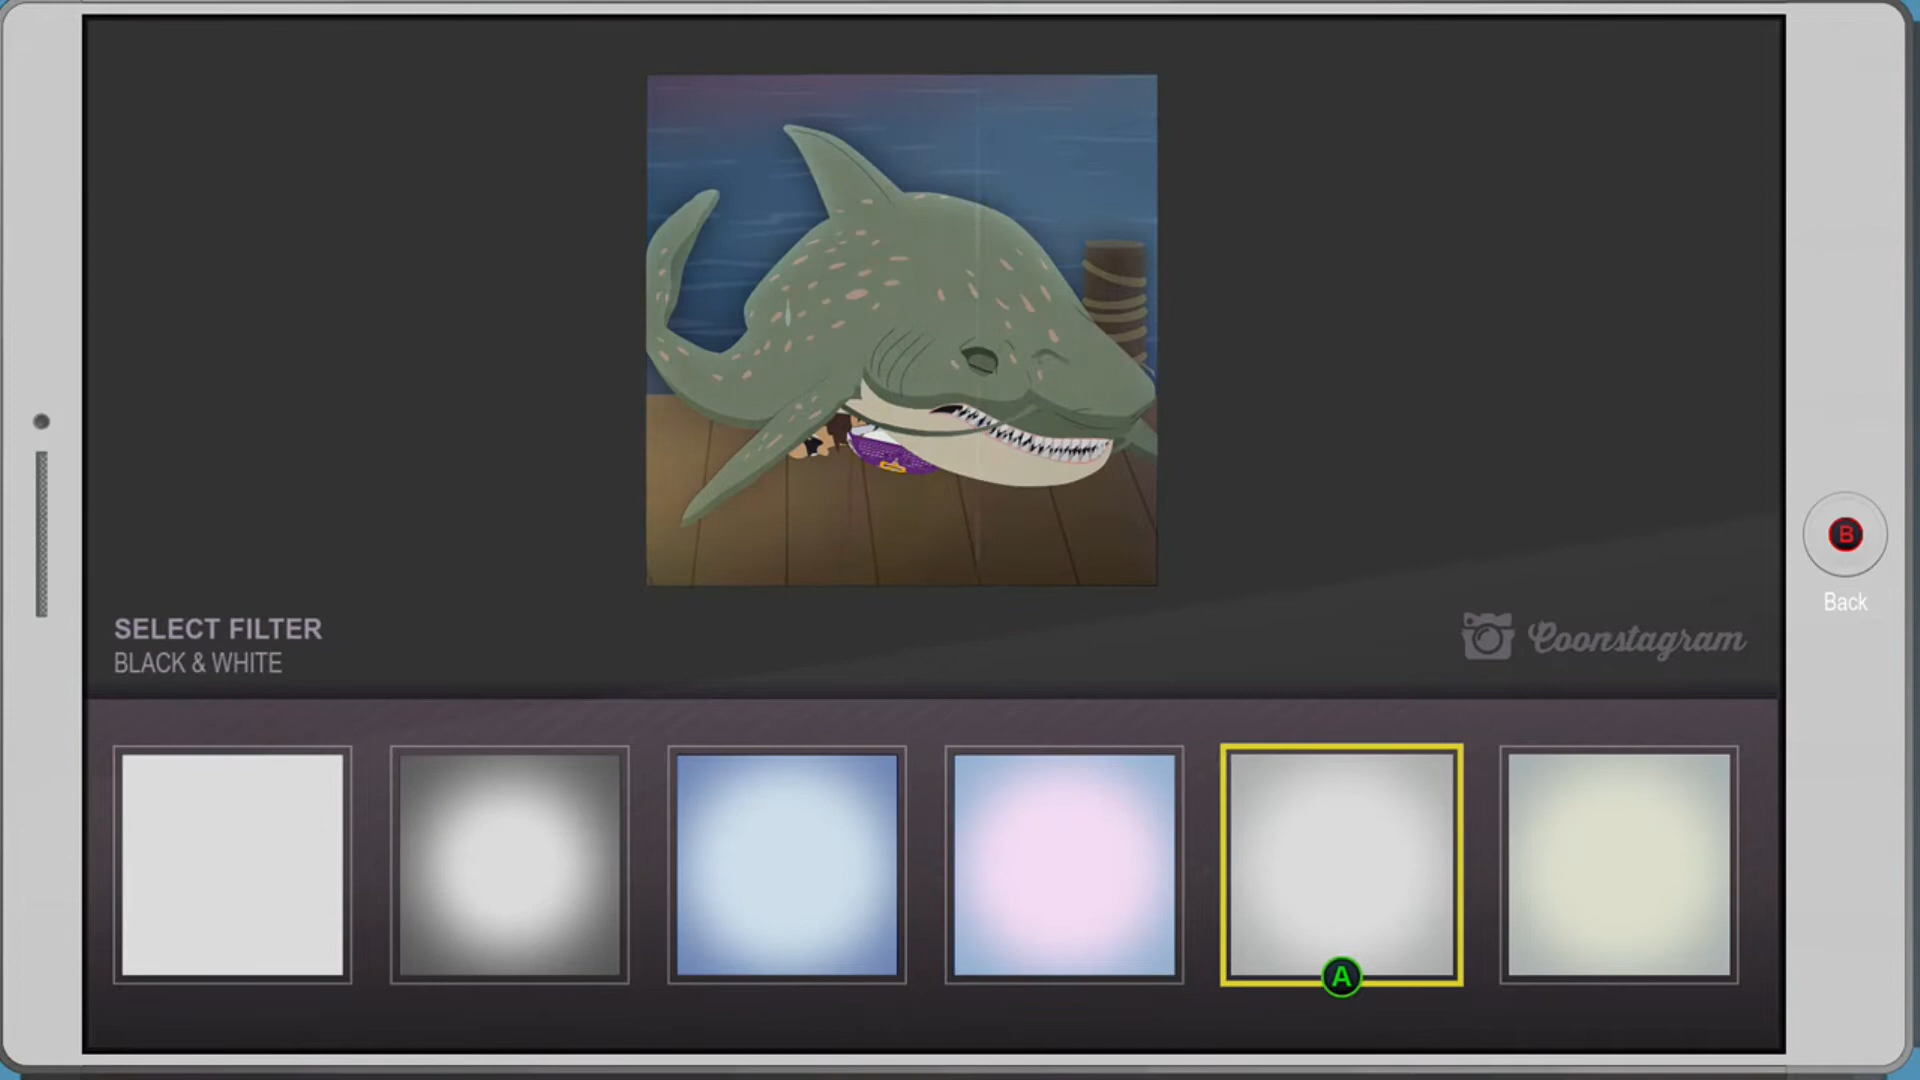 SELECT FILTER
BLACK & WHITE
Coonstagram
B
Back
A